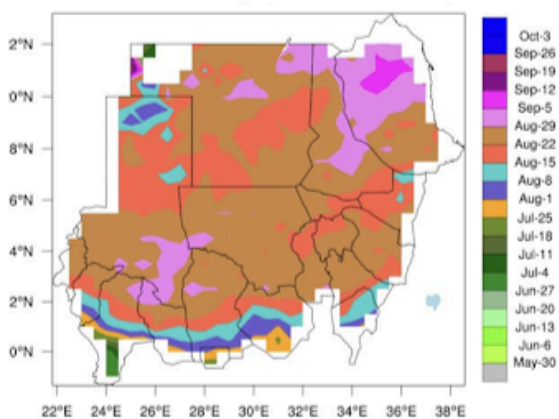 2°N
0°N
8°N
6°N
4°N
2°N
0°N
22°E 24°E 26°E 28°E 30°E 32°E 34°E 36°E 38°E
Oct-3
Sep-26
Sep-19
Sep-12
Sep-5
Aug-29
Aug-22
Aug-15
Aug-8
Aug-1
Jul-25
Jul-18
Jul-11
Jul-4
Jun-27
Jun-20
Jun-13
Jun-6
May-30